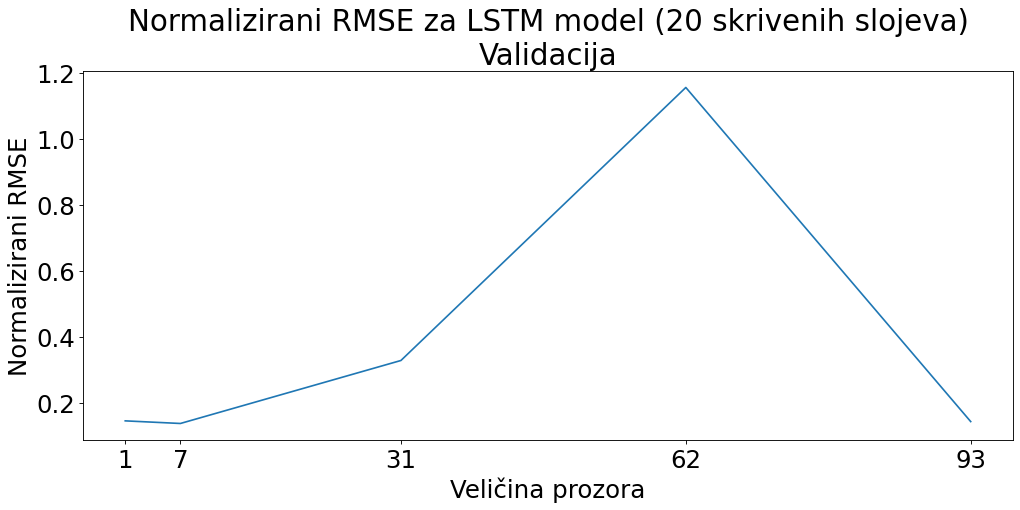 Normalizirani RMSE za LSTM model (20 skrivenih slojeva)
Validacija
Normalizirani RMSE
1.2
1.0
0.8
0.6
0.4
0.2
1 7 31 62 93
Veličina prozora